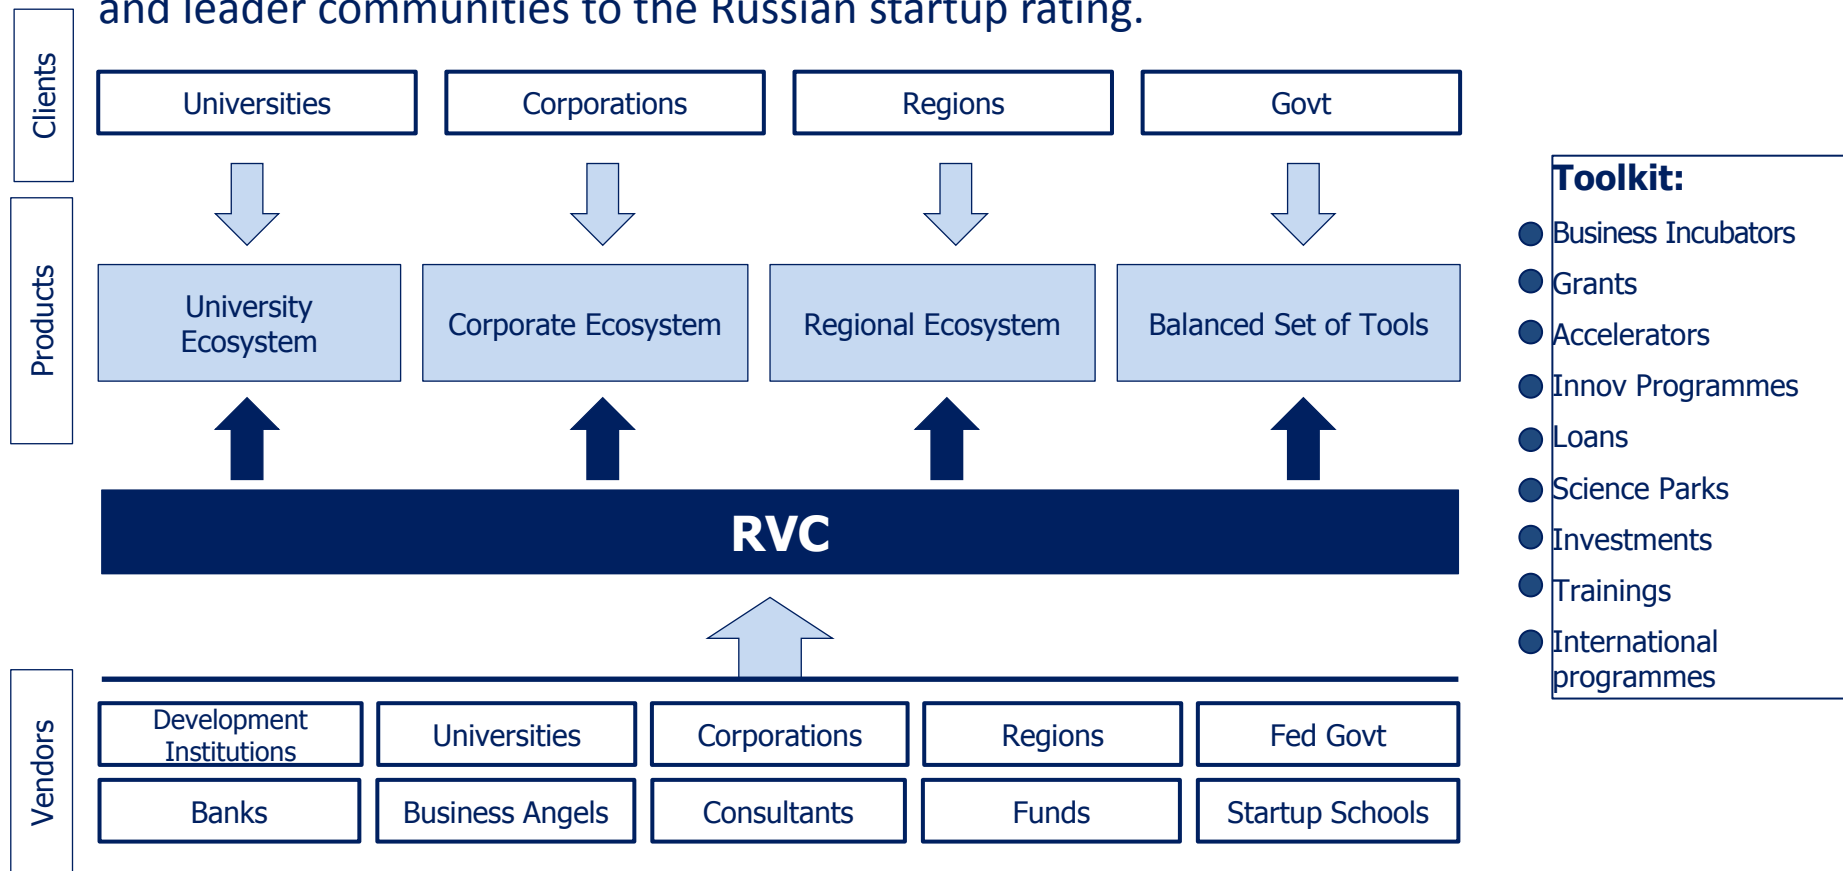 and leader communities to the Russian startup rating.
Clients
Universities
Corporations
Regions
Govt
Products
University
Ecosystem
Corporate Ecosystem
Regional Ecosystem
Balanced Set of Tools
RVC
Vendors
Development
Institutions
Universities
Corporations
Regions
Fed Govt
Banks
Business Angels
Consultants
Funds
Startup Schools
Toolkit:
Business Incubators
Grants
Accelerators
Innov Programmes
Loans
Science Parks
Investments
Trainings
International
programmes